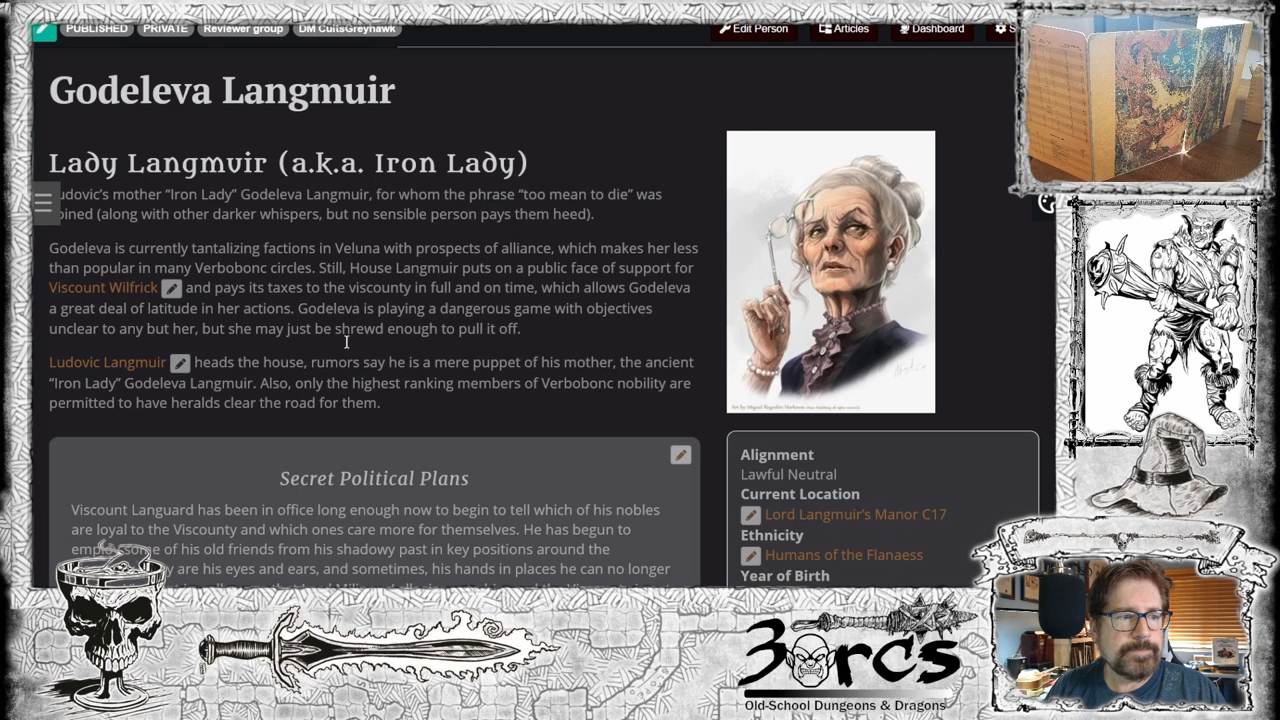 PUBLISHED PRIVATE Reviewer group DM CultsGreyhawk
Edit Person Articles Dashboard S
Godeleva Langmuir
Lady Langmuir (a.k.a. Iron Lady)
udovic's mother “Iron Lady” Godeleva Langmuir, for whom the phrase “too mean to die” was
oined (along with other darker whispers, but no sensible person pays them heed).
Godeleva is currently tantalizing factions in Veluna with prospects of alliance, which makes her less
than popular in many Verbobonc circles. Still, House Langmuir puts on a public face of support for
Viscount Wilfrick and pays its taxes to the viscounty in full and on time, which allows Godeleva
a great deal of latitude in her actions. Godeleva is playing a dangerous game with objectives
unclear to any but her, but she may just be shrewd enough to pull it off.
Ludovic Langmuir heads the house, rumors say he is a mere puppet of his mother, the ancient
“Iron Lady” Godeleva Langmuir. Also, only the highest ranking members of Verbobonc nobility are
permitted to have heralds clear the road for them.
Secret Political Plans
Viscount Languard has been in office long enough now to begin to tell which of his nobles
are loyal to the Viscounty and which ones care more for themselves. He has begun to
of his old friends from his shadowy past in key positions around the
y are his eyes and ears, and sometimes, his hands in places he can no longer
Alignment
Lawful Neutral
Current Location
Lord Langmuir's Manor C17
Ethnicity
Humans of the Flanaess
Year of Birth
3 orcs
Old-School Dungeons & Dragons